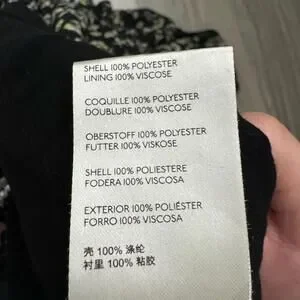 SHELL 100% POLYESTER
LINING 100% VISCOSE
COQUILLE 100% POLYESTER
DOUBLURE 100% VISCOSE
OBERSTOFF 100% POLYESTER
FUTTER 100% VISKOSE
SHELL 100% POLIESTERE
FODERA 100% VISCOSA
EXTERIOR 100% POLIÉSTER
FORRO 100% VISCOSA
壳 100% 涤纶
衬里 100% 粘胶